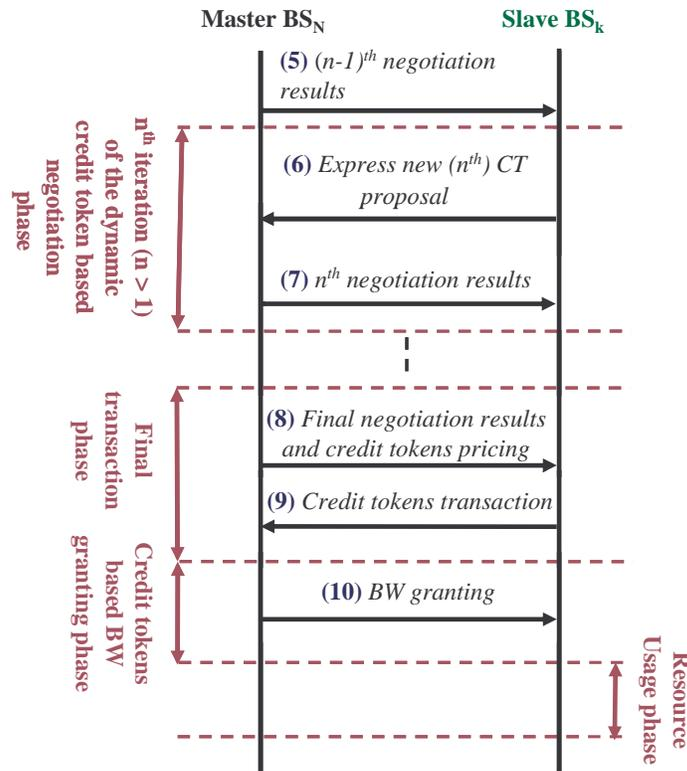 Master BS_N
Slave BS_k
(5) (n-1)^th negotiation
results
(6) Express new (n^th) CT
proposal
(7) n^th negotiation results
(8) Final negotiation results
and credit tokens pricing
(9) Credit tokens transaction
(10) BW granting
n^th iteration (n > 1)
of the dynamic
credit token based
negotiation
phase
Final
transaction
phase
Credit tokens
based BW
granting phase
Resource
Usage phase